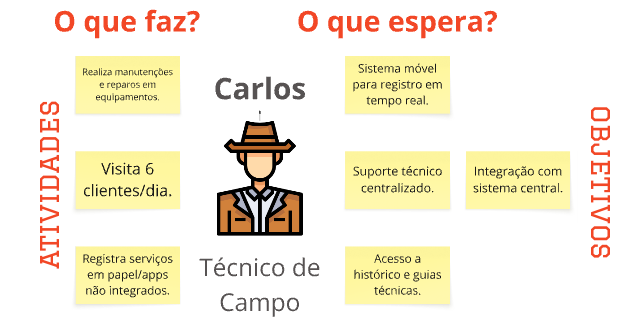 O que faz?
O que espera?
ATIVIDADES
Realiza manutenções
e reparos em
equipamentos.
Visita 6
clientes/dia.
Registra serviços
em papel/apps
não integrados.
Carlos
Técnico de
Campo
Sistema móvel
para registro em
tempo real.
Suporte técnico
centralizado.
Integração com
sistema central.
Acesso a
histórico e guias
técnicas.
OBJETIVOS